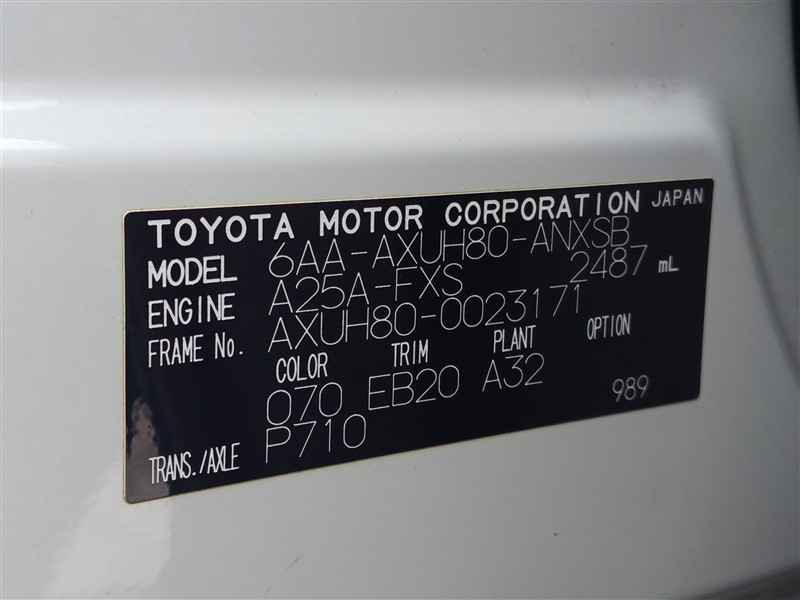 TOYOTA MOTOR CORPORATION JAPAN
MODEL 6AA-AXUH80-ANXSB
ENGINE A25A-FXS 2487 mL
FRAME No. AXUH80-0023171
COLOR TRIM PLANT OPTION
070 EB20 A32 989
TRANS./AXLE P710